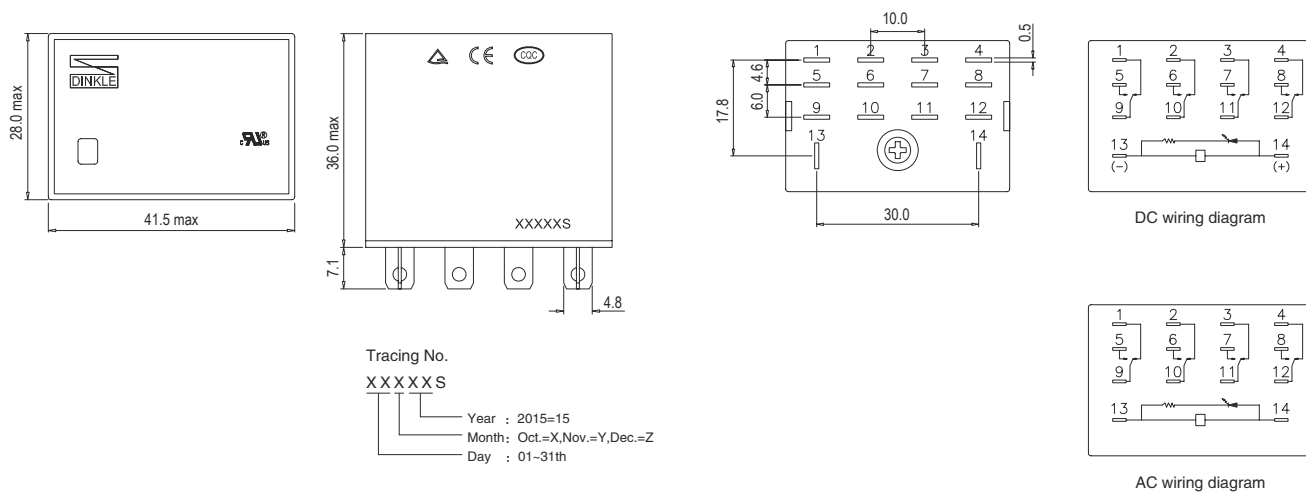 DINKLE
c RU ® US
28.0 max
41.5 max
CE
CQC
36.0 max
XXXXXS
7.1
4.8
Tracing No.
XXXXXS
Year : 2015=15
Month: Oct.=X,Nov.=Y,Dec.=Z
Day : 01~31th
10.0
0.5
1 2 3 4
4.6
5 6 7 8
6.0
17.8
9 10 11 12
13 14
30.0
1 2 3 4
5 6 7 8
9 10 11 12
13 14
(-) (+)
DC wiring diagram
1 2 3 4
5 6 7 8
9 10 11 12
13 14
AC wiring diagram